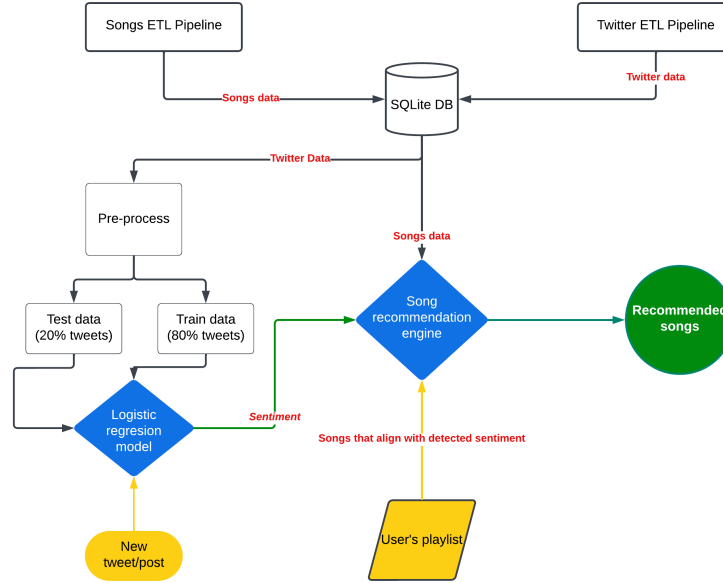 Songs ETL Pipeline
Twitter ETL Pipeline
Songs data
Twitter data
SQLite DB
Twitter Data
Pre-process
Songs data
Test data
(20% tweets)
Train data
(80% tweets)
Song
recommendation
engine
Recommended
songs
Logistic
regresion
model
Sentiment
Songs that align with detected sentiment
New
tweet/post
User's playlist